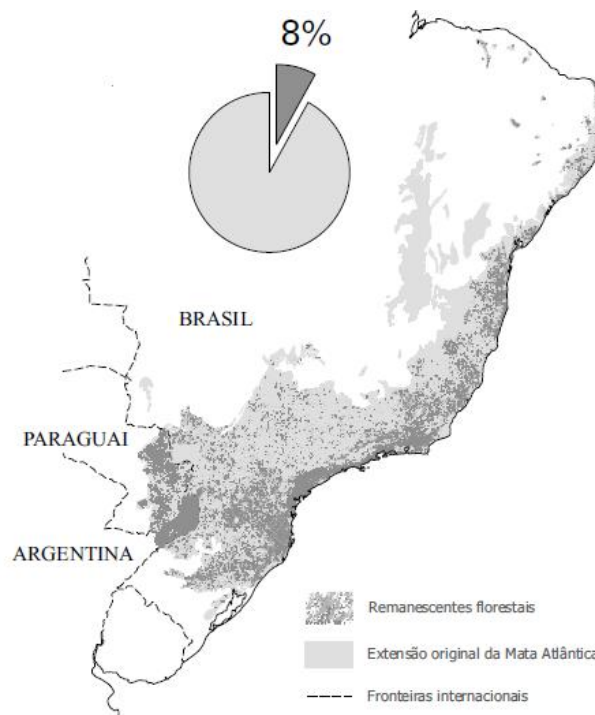 8%
BRASIL
PARAGUAI
ARGENTINA
Remanescentes florestais
Extensão original da Mata Atlântica
Fronteiras internacionais